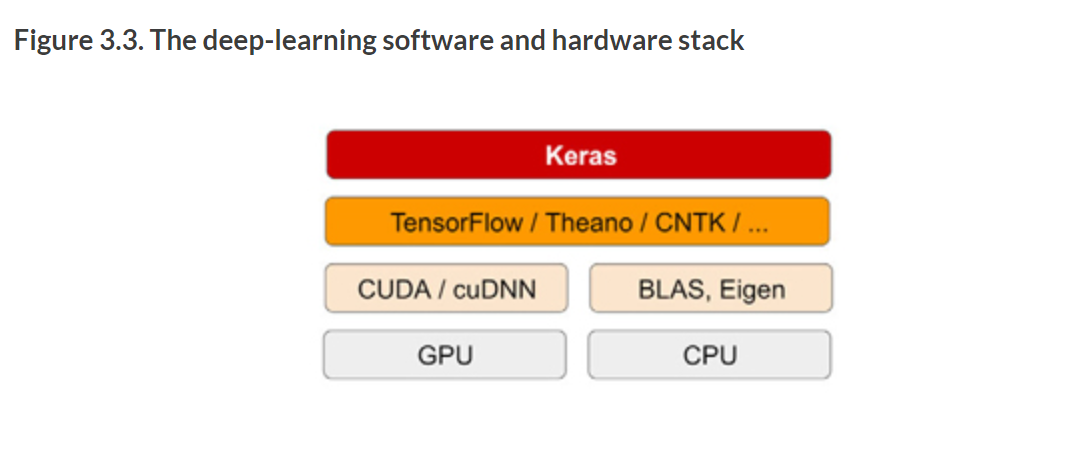 Figure 3.3. The deep-learning software and hardware stack
Keras
TensorFlow / Theano / CNTK / ...
CUDA / cuDNN
BLAS, Eigen
GPU
CPU